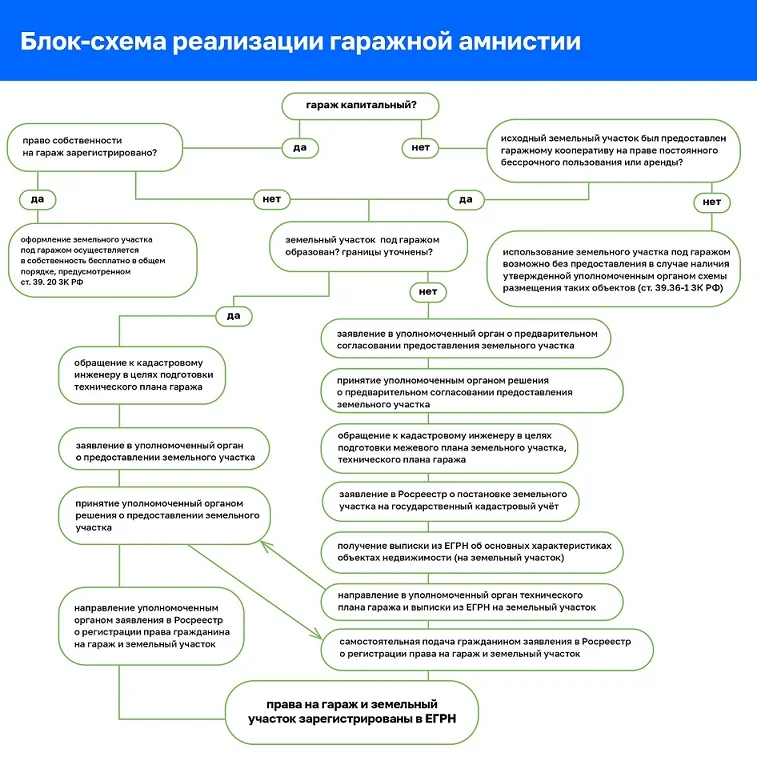 Блок-схема реализации гаражной амнистии
гараж капитальный?
право собственности
на гараж зарегистрировано?
да
нет
исходный земельный участок был предоставлен
гаражному кооперативу на праве постоянного
бессрочного пользования или аренды?
да
нет
да
нет
оформление земельного участка
под гаражом осуществляется
в собственность бесплатно в общем
порядке, предусмотренном
ст. 39. 20 ЗК РФ
земельный участок под гаражом
образован? границы уточнены?
использование земельного участка под гаражом
возможно без предоставления в случае наличия
утвержденной уполномоченным органом схемы
размещения таких объектов (ст. 39.36-1 ЗК РФ)
да
нет
обращение к кадастровому
инженеру в целях подготовки
технического плана гаража
заявление в уполномоченный орган
о предоставлении земельного участка
принятие уполномоченный органом
решения о предоставлении земельного
участка
направление уполномоченным
органом заявления в Росреестр
о регистрации права гражданина
на гараж и земельный участок
заявление в уполномоченный орган о предварительном
согласовании предоставления земельного участка
принятие уполномоченным органом решения
о предварительном согласовании предоставления
земельного участка
обращение к кадастровому инженеру в целях
подготовки межевого плана земельного участка,
технического плана гаража
заявление в Росреестр о постановке земельного
участка на государственный кадастровый учёт
получение выписки из ЕГРН об основных характеристиках
объектах недвижимости (на земельный участок)
направление в уполномоченный орган технического
плана гаража и выписки из ЕГРН на земельный участок
самостоятельная подача гражданином заявления в Росреестр
о регистрации права на гараж и земельный участок
права на гараж и земельный
участок зарегистрированы в ЕГРН